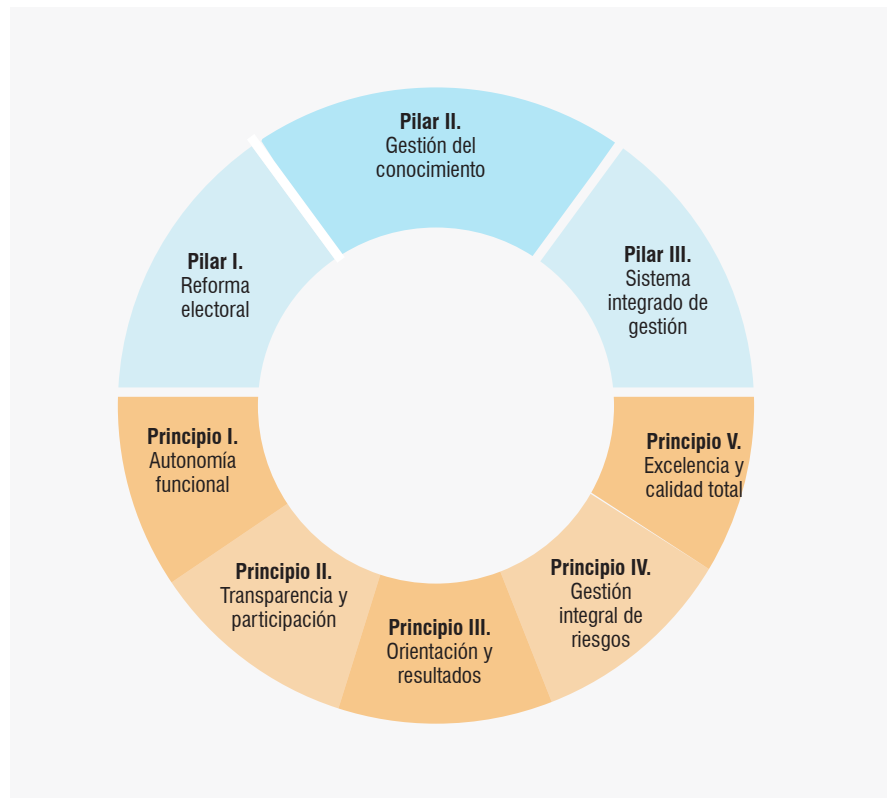 Pilar I.
Reforma
electoral
Pilar II.
Gestión del
conocimiento
Pilar III.
Sistema
integrado de
gestión
Principio I.
Autonomía
funcional
Principio II.
Transparencia y
participación
Principio III.
Orientación y
resultados
Principio IV.
Gestión
integral de
riesgos
Principio V.
Excelencia y
calidad total